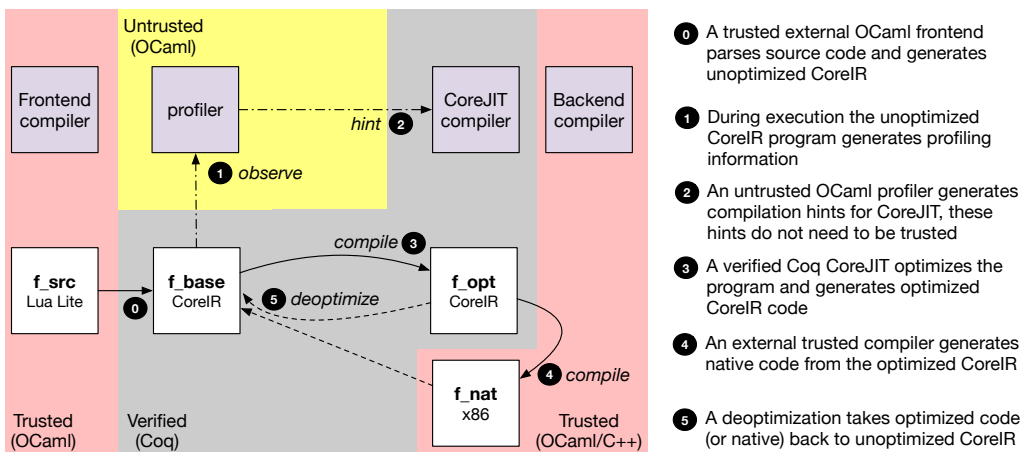 Untrusted
(OCaml)
Frontend
compiler
profiler
hint
2
CoreJIT
compiler
Backend
compiler
1
observe
f_src
Lua Lite
0
f_base
CoreIR
compile
3
5
deoptimize
f_opt
CoreIR
4
compile
f_nat
x86
Trusted
(OCaml)
Verified
(Coq)
Trusted
(OCaml/C++)
0 A trusted external OCaml frontend
parses source code and generates
unoptimized CoreIR
1 During execution the unoptimized
CoreIR program generates profiling
information
2 An untrusted OCaml profiler generates
compilation hints for CoreJIT, these
hints do not need to be trusted
3 A verified Coq CoreJIT optimizes the
program and generates optimized
CoreIR code
4 An external trusted compiler generates
native code from the optimized CoreIR
5 A deoptimization takes optimized code
(or native) back to unoptimized CoreIR